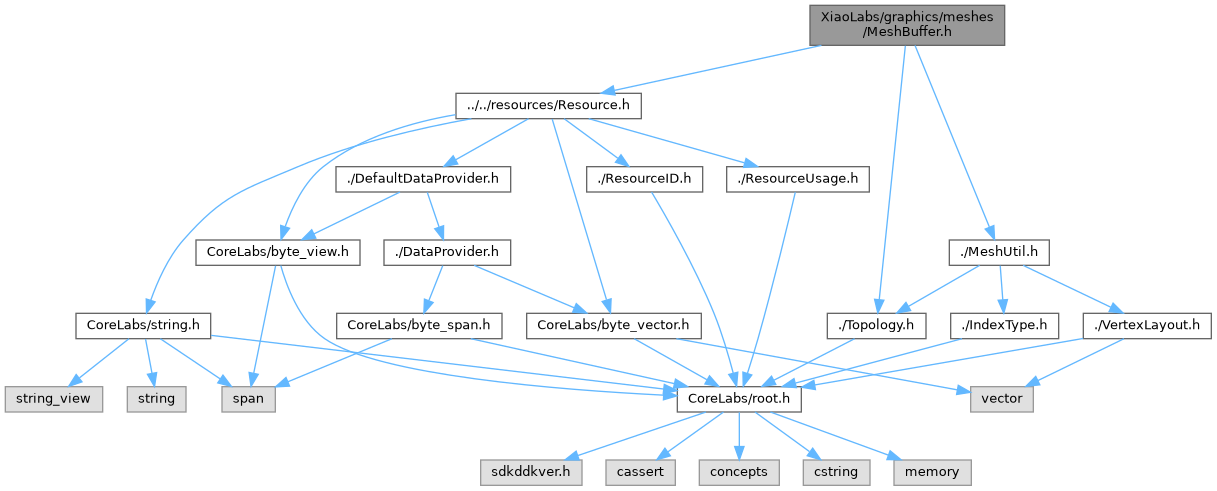 XiaoLabs/graphics/meshes
/MeshBuffer.h
../../resources/Resource.h
./DefaultDataProvider.h
./ResourceID.h
./ResourceUsage.h
CoreLabs/byte_view.h
./DataProvider.h
./MeshUtil.h
CoreLabs/string.h
CoreLabs/byte_span.h
CoreLabs/byte_vector.h
./Topology.h
./IndexType.h
./VertexLayout.h
string_view
string
span
CoreLabs/root.h
vector
sdkddkver.h
cassert
concepts
cstring
memory